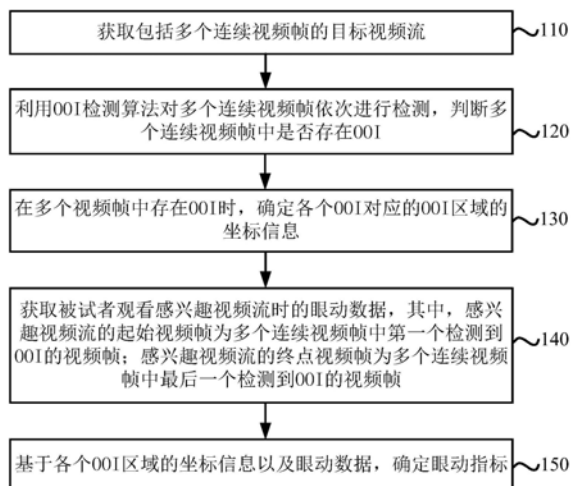 获取包括多个连续视频帧的目标视频流
110
利用OOI检测算法对多个连续视频帧依次进行检测，判断多
个连续视频帧中是否存在OOI
120
在多个视频帧中存在OOI时，确定各个OOI对应的OOI区域的
坐标信息
130
获取被试者观看感兴趣视频流时的眼动数据，其中，感兴
趣视频流的起始视频帧为多个连续视频帧中第一个检测到
OOI的视频帧；感兴趣视频流的终点视频帧为多个连续视频
帧中最后一个检测到OOI的视频帧
140
基于各个OOI区域的坐标信息以及眼动数据，确定眼动指标
150